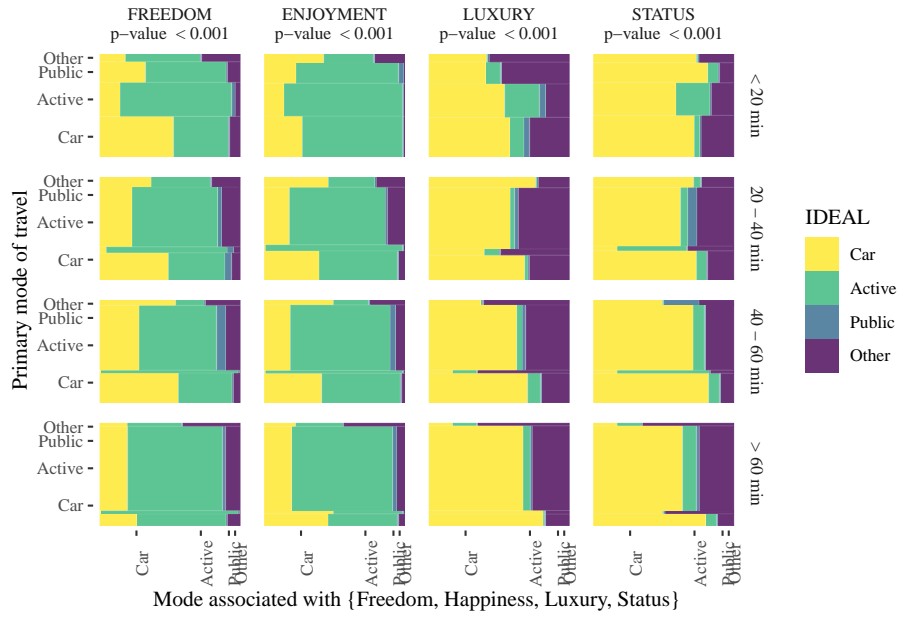 FREEDOM
p−value < 0.001
ENJOYMENT
p−value < 0.001
LUXURY
p−value < 0.001
STATUS
p−value < 0.001
Primary mode of travel
Other
Public
Active
Car
< 20 min
Other
Public
Active
Car
20 − 40 min
Other
Public
Active
Car
40 − 60 min
Other
Public
Active
Car
> 60 min
IDEAL
Car
Active
Public
Other
Car
Active
Public
Other
Car
Active
Public
Other
Car
Active
Public
Other
Car
Active
Public
Other
Mode associated with {Freedom, Happiness, Luxury, Status}